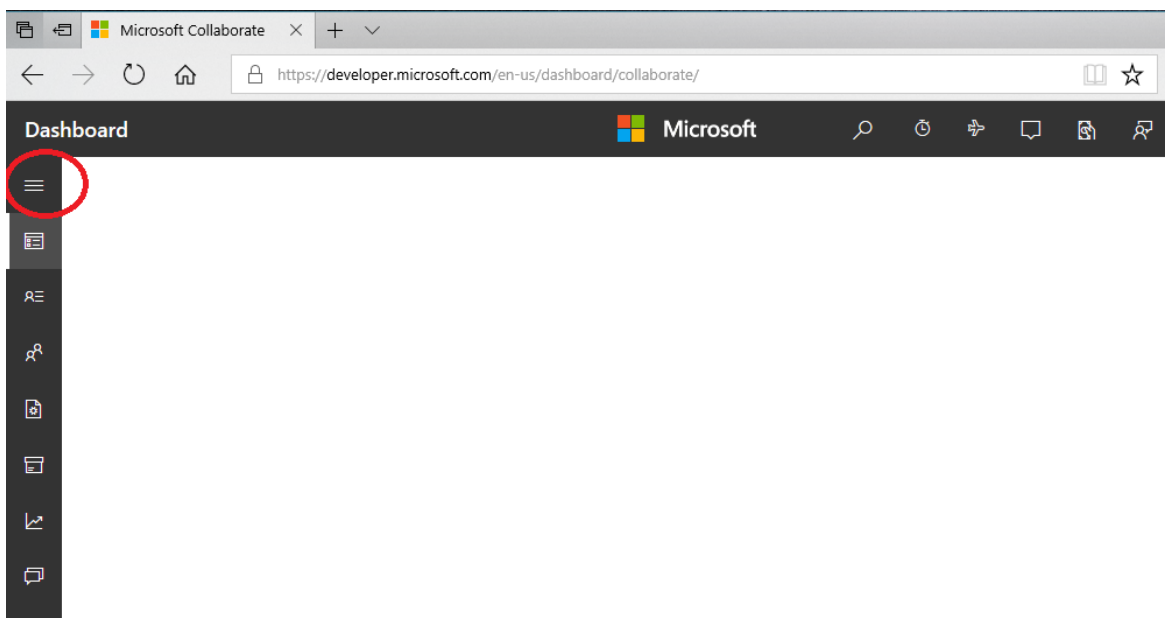 Microsoft Collaborate
https://developer.microsoft.com/en-us/dashboard/collaborate/
Dashboard
Microsoft